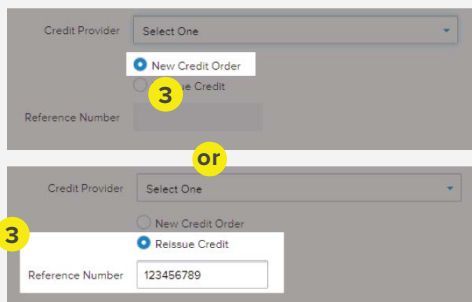 Credit Provider Select One
New Credit Order
3 ue Credit
Reference Number
or
Credit Provider Select One
New Credit Order
3 Reissue Credit
Reference Number 123456789